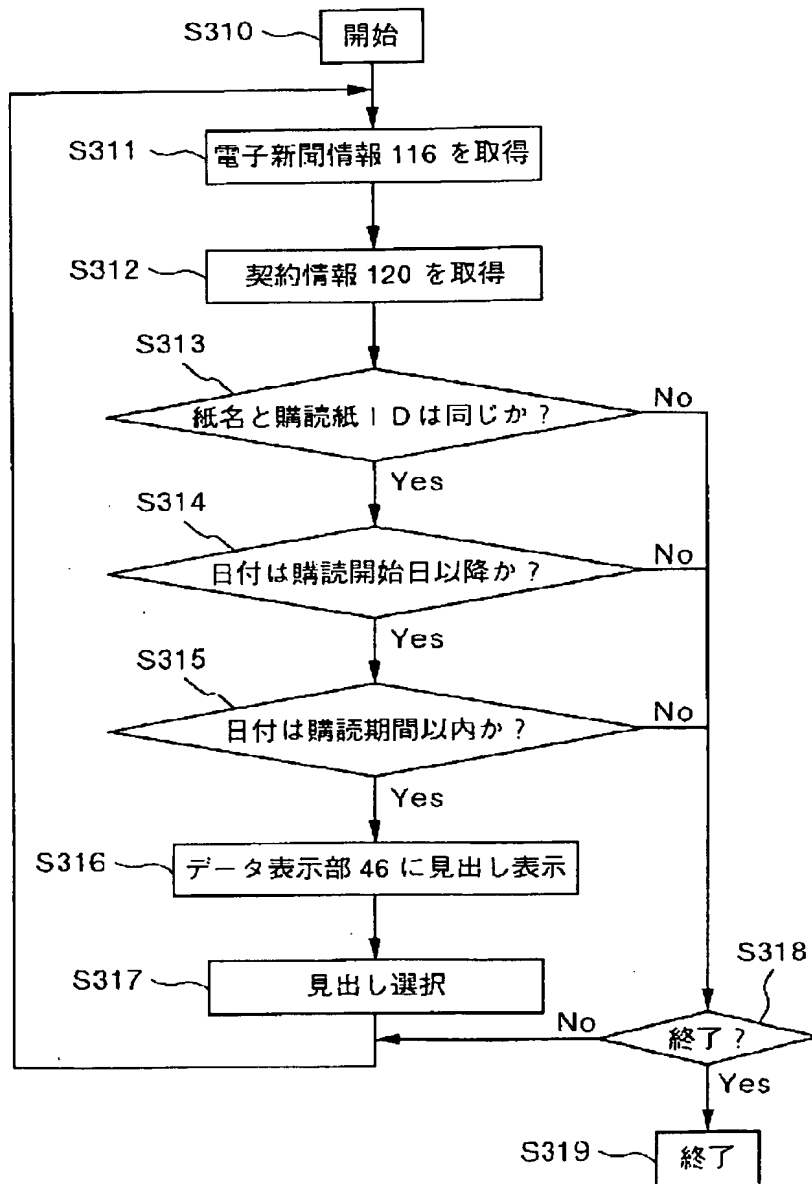 S310
開始
S311
電子新聞情報 116 を取得
S312
契約情報 120 を取得
S313
紙名と購読紙IDは同じか?
No
Yes
S314
日付は購読開始日以降か?
No
Yes
S315
日付は購読期間以内か?
No
Yes
S316
データ表示部 46 に見出し表示
S317
見出し選択
S318
終了?
No
Yes
S319
終了